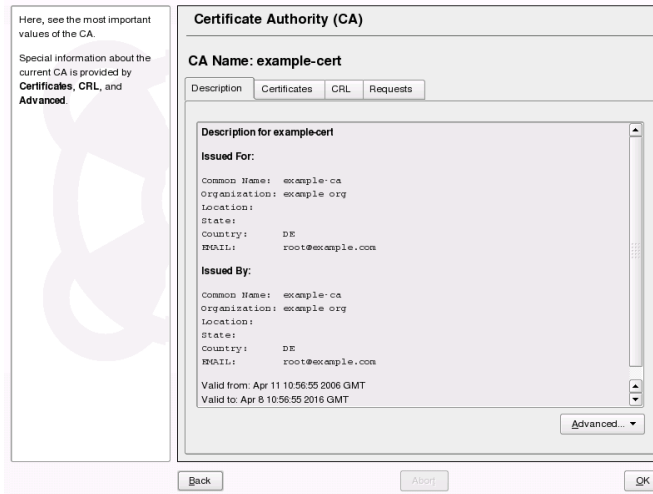 Here, see the most important
values of the CA.
Special information about the
current CA is provided by
Certificates, CRL, and
Advanced.
Certificate Authority (CA)
CA Name: example-cert
Description
Certificates
CRL
Requests
Description for example-cert
Issued For:
Common Name: example-ca
Organization: example org
Location:
State:
Country: DE
EMAIL: root@example.com
Issued By:
Common Name: example-ca
Organization: example org
Location:
State:
Country: DE
EMAIL: root@example.com
Valid from: Apr 11 10:56:55 2006 GMT
Valid to: Apr 8 10:56:55 2016 GMT
Advanced...
Back
Abort
OK